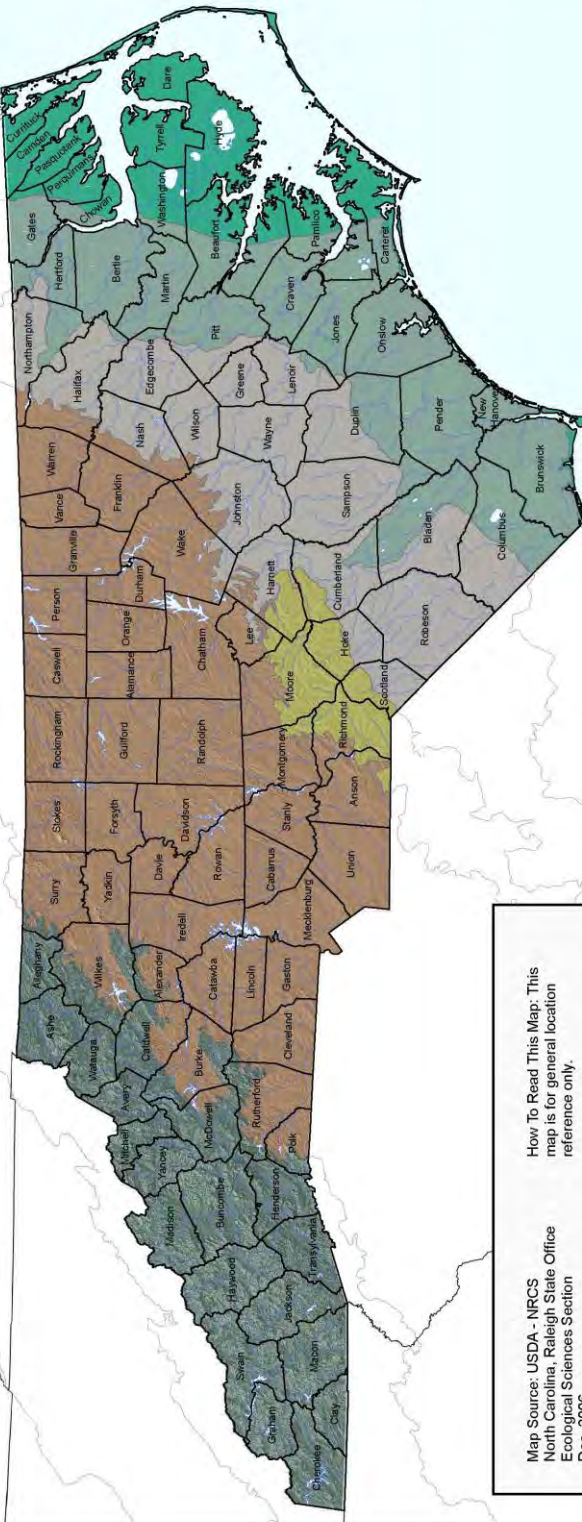 Cherokee
Graham
Clay
Swain
Macon
Jackson
Haywood
Transylvania
Madison
Buncombe
Henderson
Yancey
Mitchell
McDowell
Polk
Rutherford
Avery
Burke
Cleveland
Watauga
Caldwell
Ashe
Alleghany
Wilkes
Alexander
Catawba
Lincoln
Gaston
Surry
Yadkin
Iredell
Mecklenburg
Davie
Rowan
Cabarrus
Union
Stokes
Forsyth
Davidson
Stanly
Anson
Rockingham
Guilford
Randolph
Montgomery
Richmond
Caswell
Alamance
Orange
Chatham
Moore
Lee
Hoke
Scotland
Person
Durham
Granville
Vance
Wake
Harnett
Cumberland
Robeson
Warren
Franklin
Johnston
Sampson
Bladen
Columbus
Northampton
Halifax
Nash
Wilson
Wayne
Duplin
Pender
New
Hanover
Brunswick
Edgecombe
Greene
Lenoir
Jones
Onslow
Gates
Hertford
Bertie
Martin
Pitt
Beaufort
Craven
Pamlico
Carteret
Currituck
Camden
Pasquotank
Perquimans
Chowan
Washington
Tyrrell
Dare
Hyde
Map Source: USDA - NRCS
North Carolina, Raleigh State Office
Ecological Sciences Section
How To Read This Map: This
map is for general location
reference only.